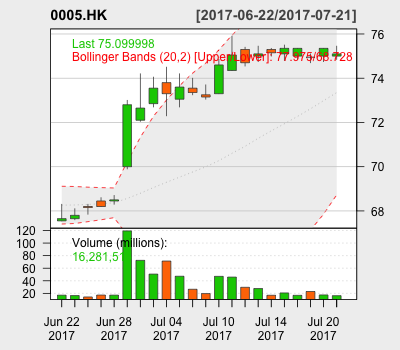 0005.HK [2017-06-22/2017-07-21]
Last 75.099998
Bollinger Bands (20,2) [Upper/Lower]: 77.975/68.728
76
74
72
70
68
Volume (millions):
16,281,51
120
100
80
60
40
20
Jun 22 2017
Jun 28 2017
Jul 04 2017
Jul 10 2017
Jul 14 2017
Jul 20 2017